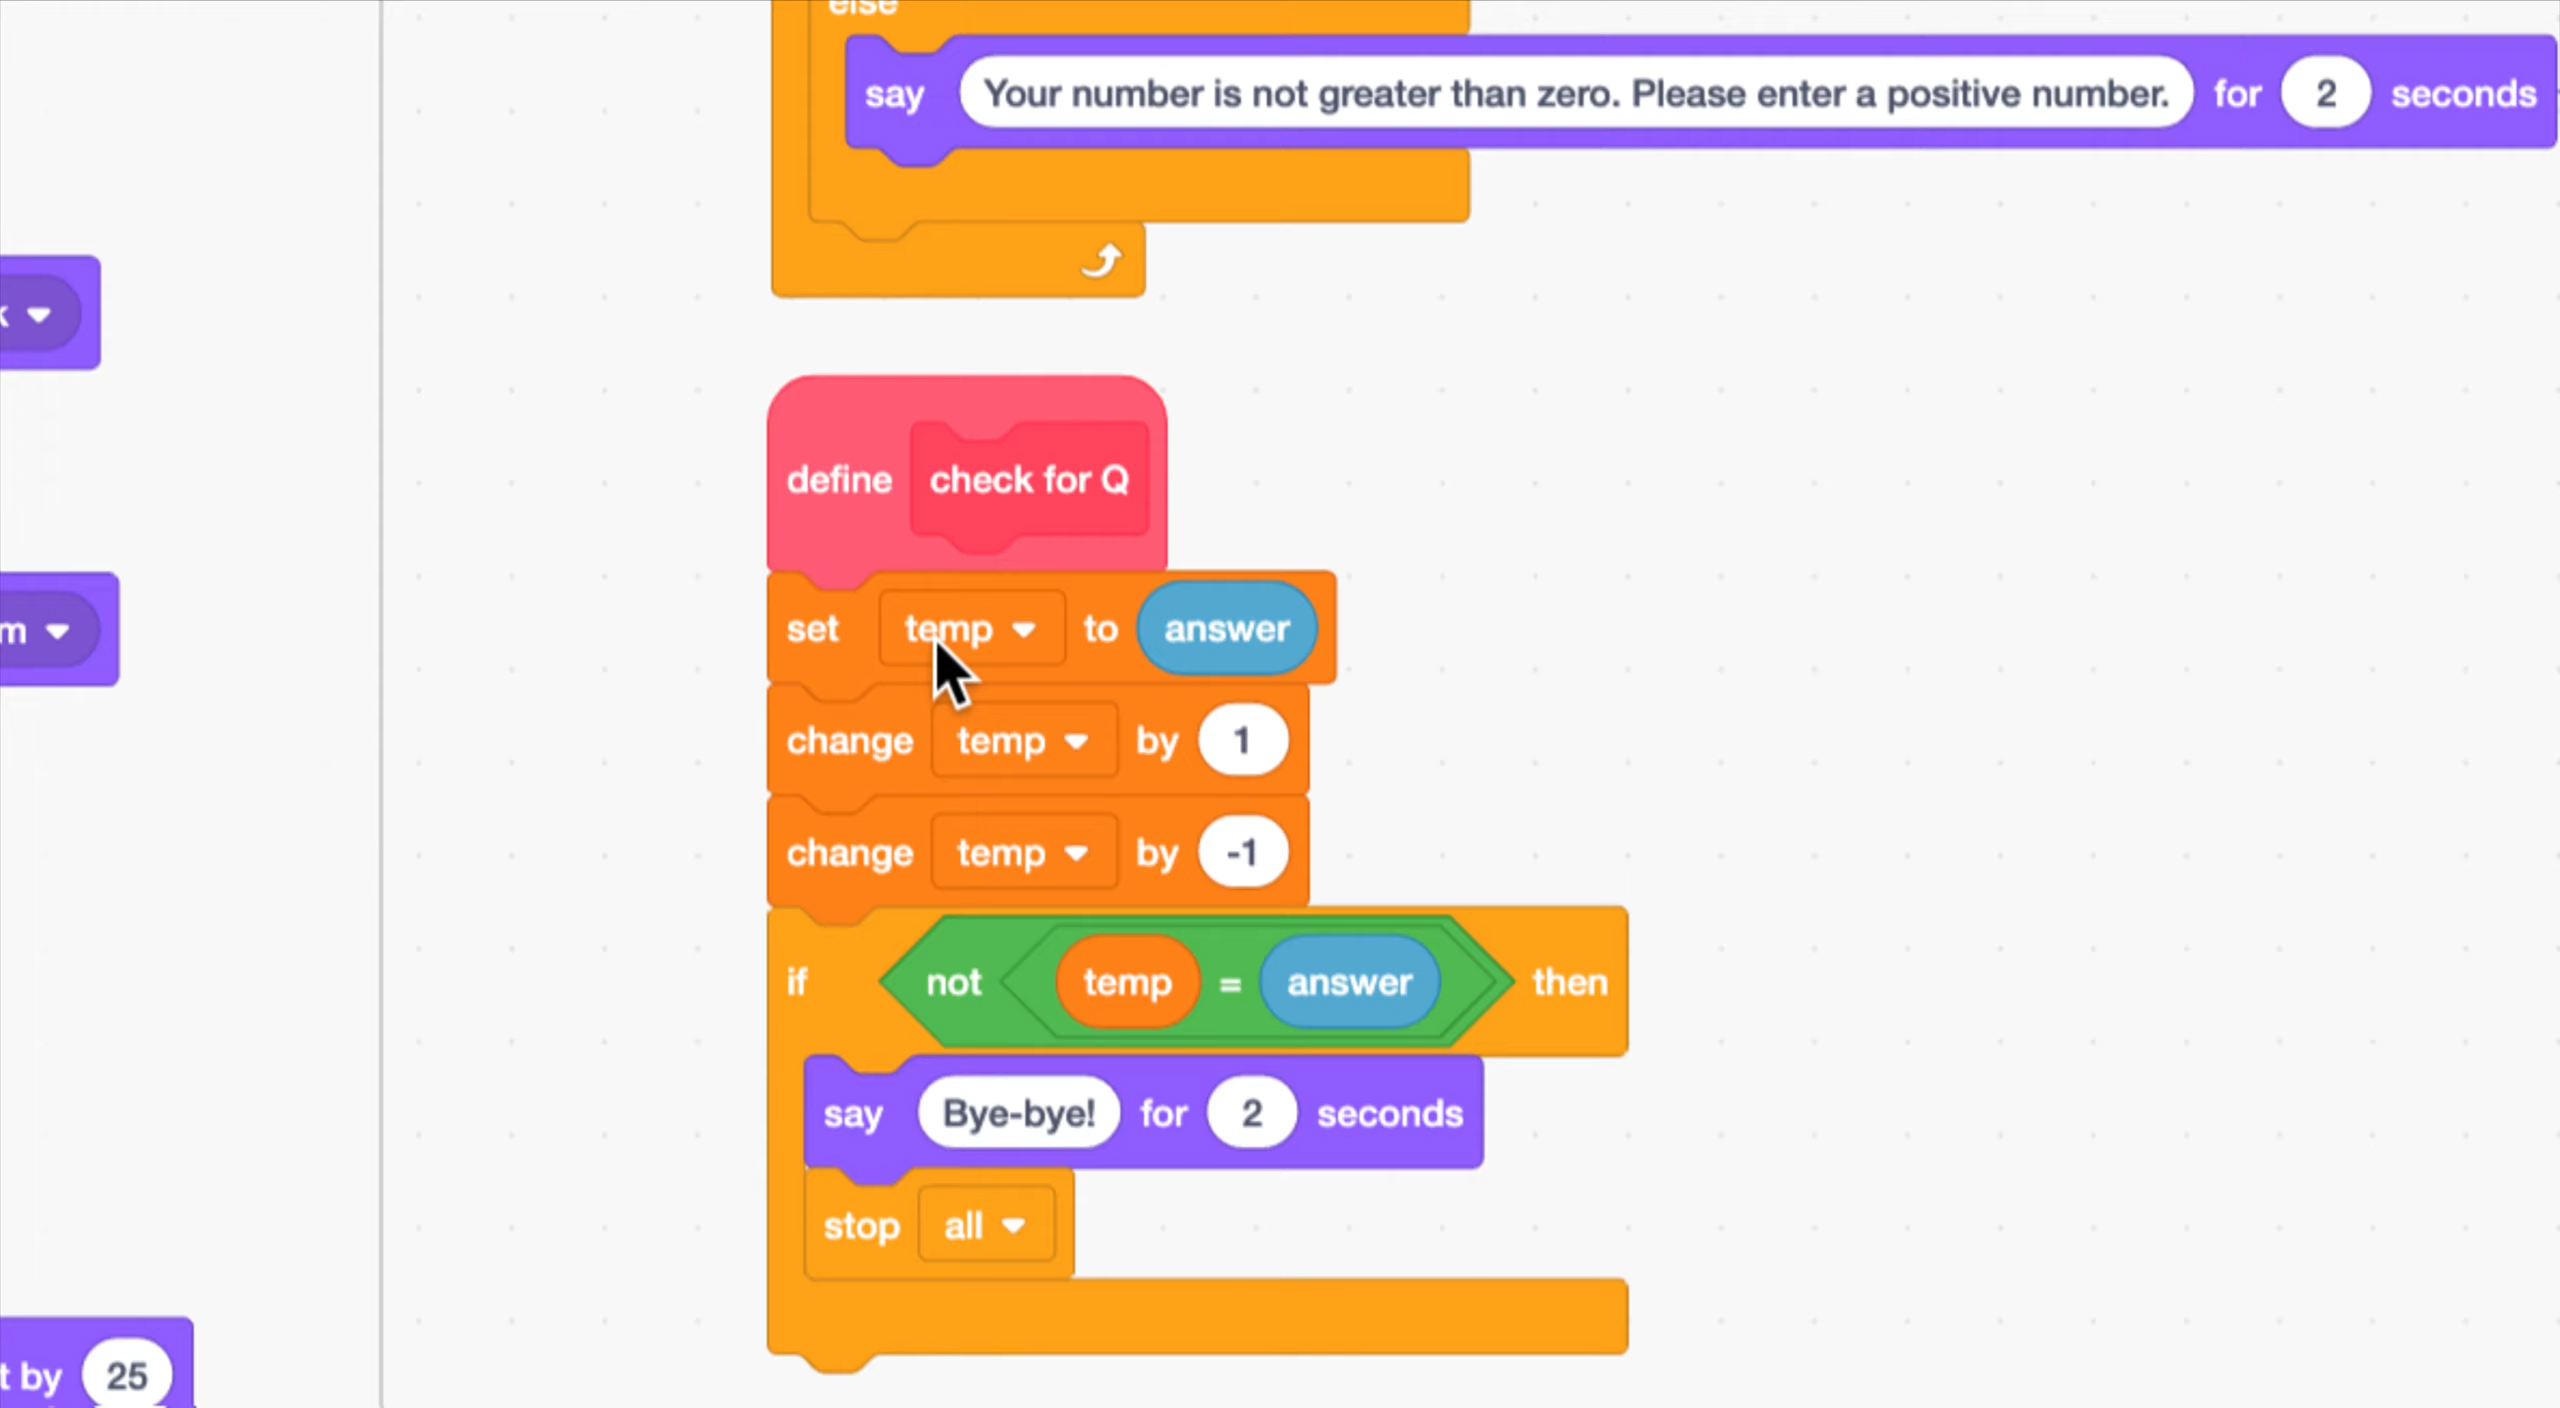 else
say Your number is not greater than zero. Please enter a positive number. for 2 seconds
k
define check for Q
set temp to answer
m
change temp by 1
change temp by -1
if not temp = answer then
say Bye-bye! for 2 seconds
stop all
t by 25